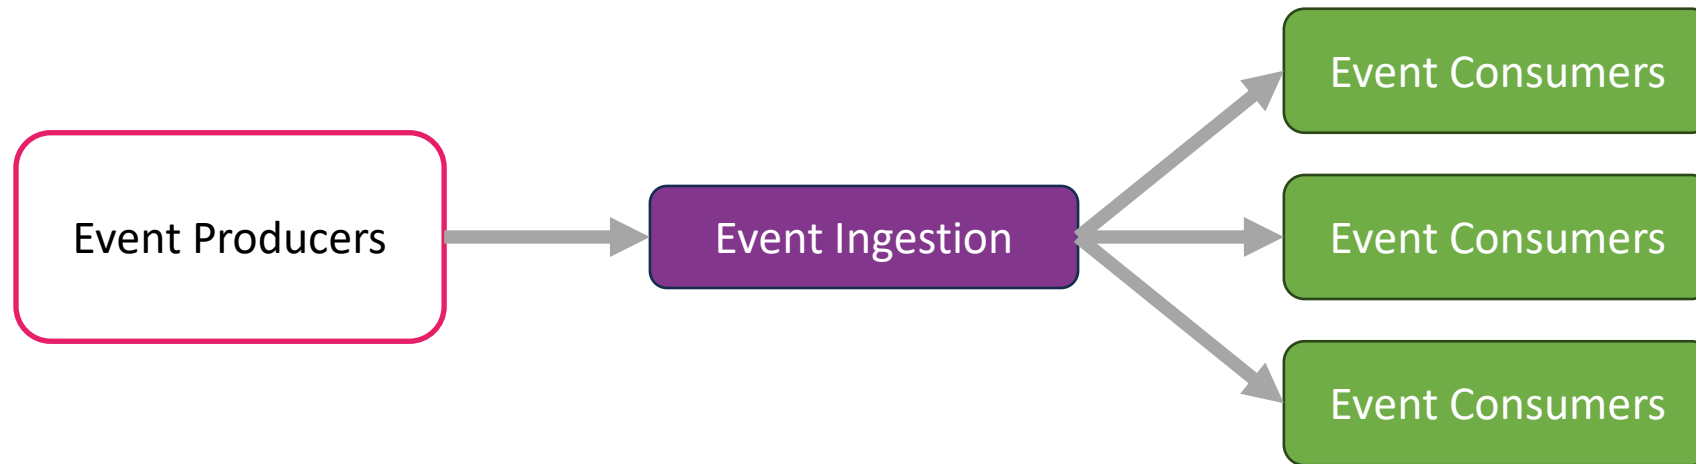 Event Producers
Event Ingestion
Event Consumers
Event Consumers
Event Consumers